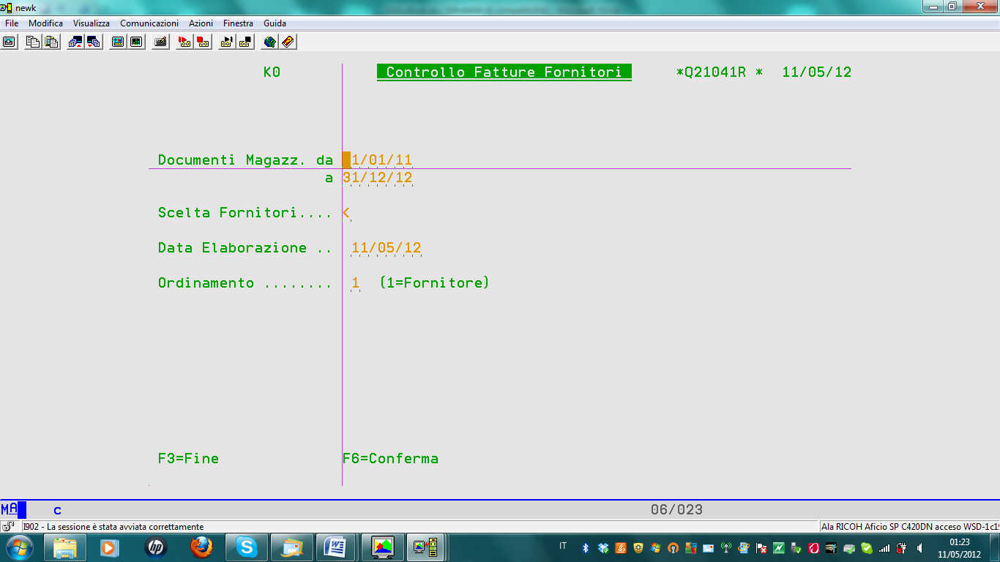 newk
File Modifica Visualizza Comunicazioni Azioni Finestra Guida
K0 Controllo Fatture Fornitori *Q21041R * 11/05/12
Documenti Magazz. da 1/01/11
a 31/12/12
Scelta Fornitori.... <
Data Elaborazione .. 11/05/12
Ordinamento ........ 1 (1=Fornitore)
F3=Fine F6=Conferma
MA c 06/023
I902 - La sessione è stata avviata correttamente
Ala RICOH Aficio SP C420DN acceso WSD-1c19
IT
01:23
11/05/2012